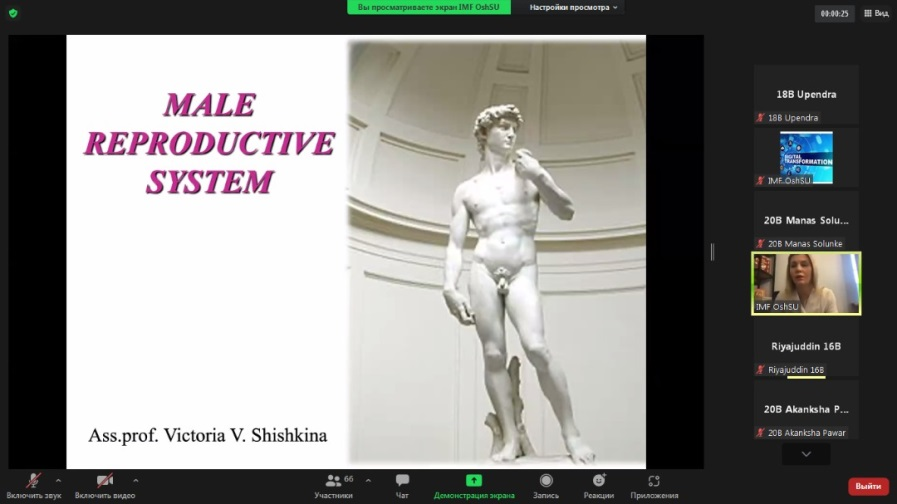 Вы просматриваете экран IMF OshSU
Настройки просмотра
00:00:25
Вид
MALE
REPRODUCTIVE
SYSTEM
Ass.prof. Victoria V. Shishkina
18B Upendra
18B Upendra
DIGITAL
TRANSFORMATION
IMF OshSU
20B Manas Solu...
20B Manas Solunke
IMF OshSU
Riyajuddin 16B
Riyajuddin 16B
20B Akanksha P...
20B Akanksha Pawar
Включить звук
Включить видео
66
Участники
Чат
Демонстрация экрана
Запись
Реакции
Приложения
Выйти